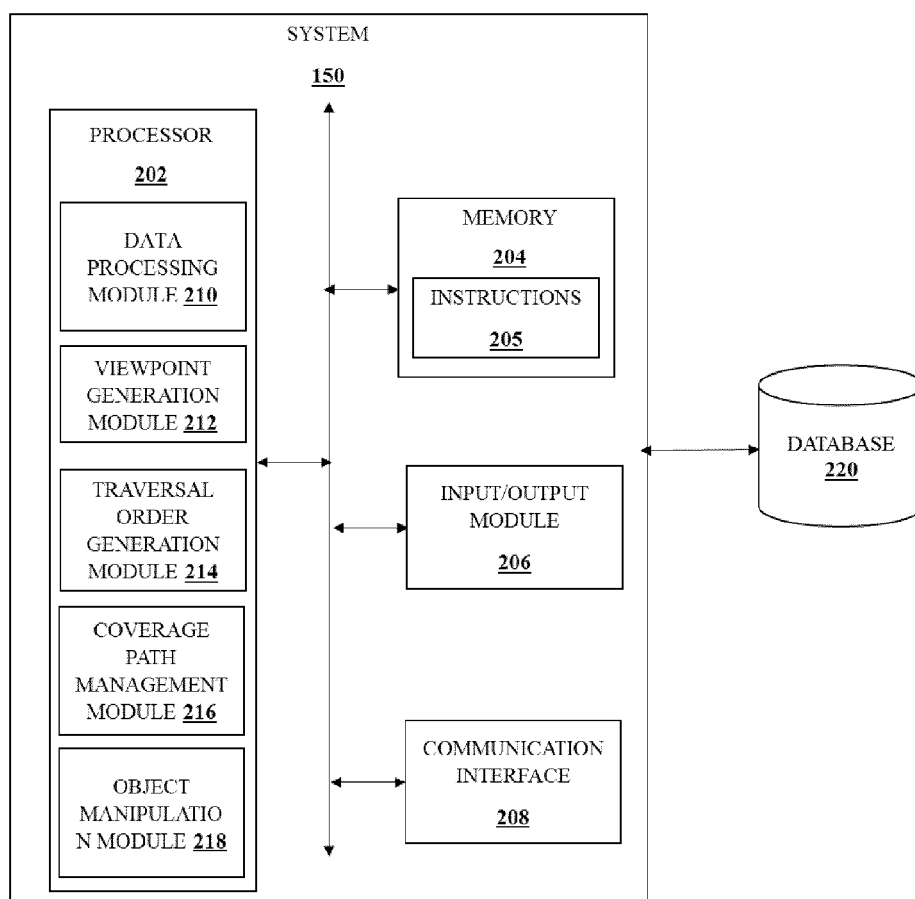 SYSTEM
150
PROCESSOR
202
DATA
PROCESSING
MODULE 210
VIEWPOINT
GENERATION
MODULE 212
TRAVERSAL
ORDER
GENERATION
MODULE 214
COVERAGE
PATH
MANAGEMENT
MODULE 216
OBJECT
MANIPULATIO
N MODULE 218
MEMORY
204
INSTRUCTIONS
205
INPUT/OUTPUT
MODULE
206
COMMUNICATION
INTERFACE
208
DATABASE
220